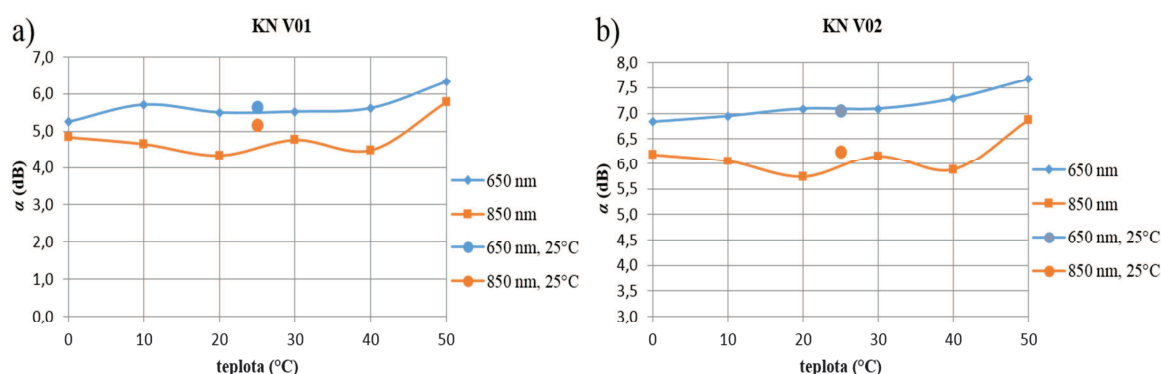 a)
KN V01
7,0
6,0
5,0
4,0
3,0
2,0
1,0
0,0
α (dB)
0 10 20 30 40 50
teplota (°C)
650 nm
850 nm
650 nm, 25°C
850 nm, 25°C
b)
KN V02
8,0
7,5
7,0
6,5
6,0
5,5
5,0
4,5
4,0
3,5
3,0
α (dB)
0 10 20 30 40 50
teplota (°C)
650 nm
850 nm
650 nm, 25°C
850 nm, 25°C